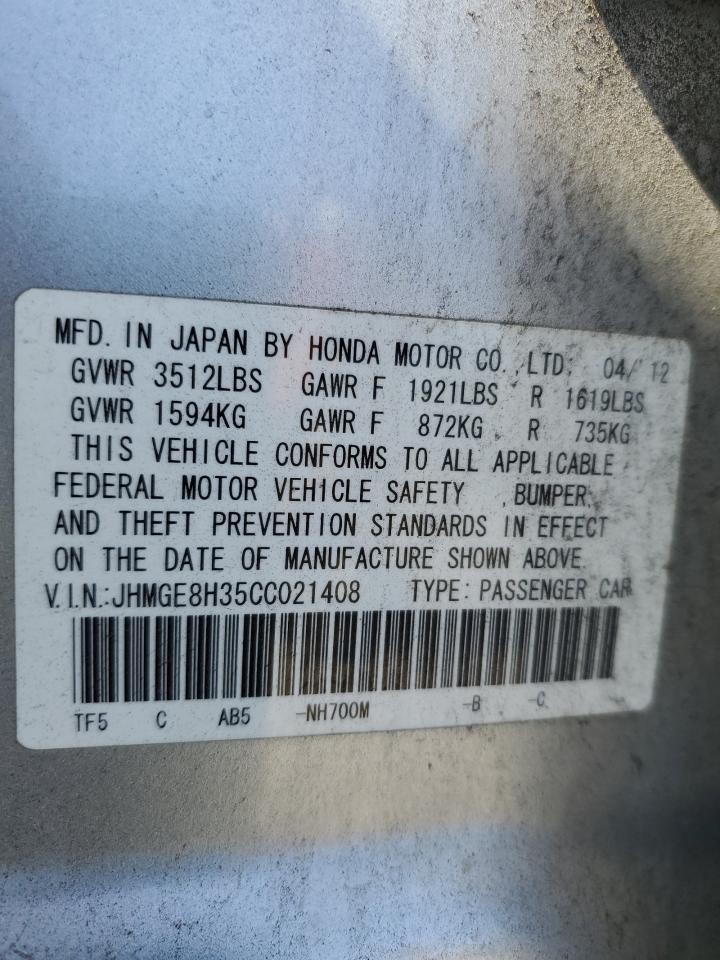 MFD. IN JAPAN BY HONDA MOTOR CO.,LTD. 04/'12
GVWR 3512LBS GAWR F 1921LBS R 1619LBS
GVWR 1594KG GAWR F 872KG R 735KG
THIS VEHICLE CONFORMS TO ALL APPLICABLE
FEDERAL MOTOR VEHICLE SAFETY ,BUMPER,
AND THEFT PREVENTION STANDARDS IN EFFECT
ON THE DATE OF MANUFACTURE SHOWN ABOVE.
V.I.N.:JHMGE8H35CC021408 TYPE: PASSENGER CAR
TF5 C AB5 -NH700M -B -C